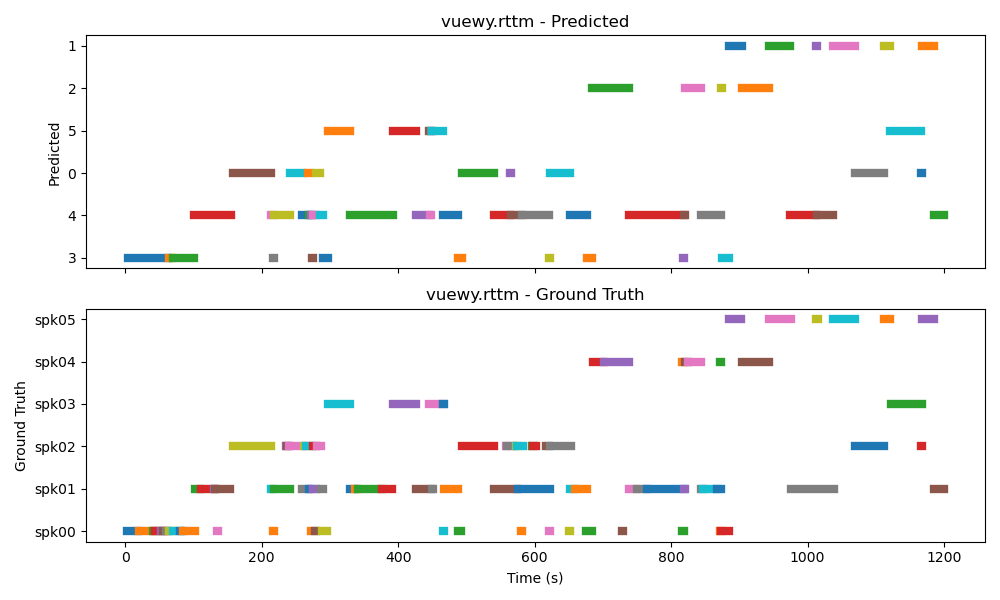 vuewy.rttm - Predicted
1
2
5
0
4
3
Predicted
vuewy.rttm - Ground Truth
spk05
spk04
spk03
spk02
spk01
spk00
Ground Truth
0 200 400 600 800 1000 1200
Time (s)